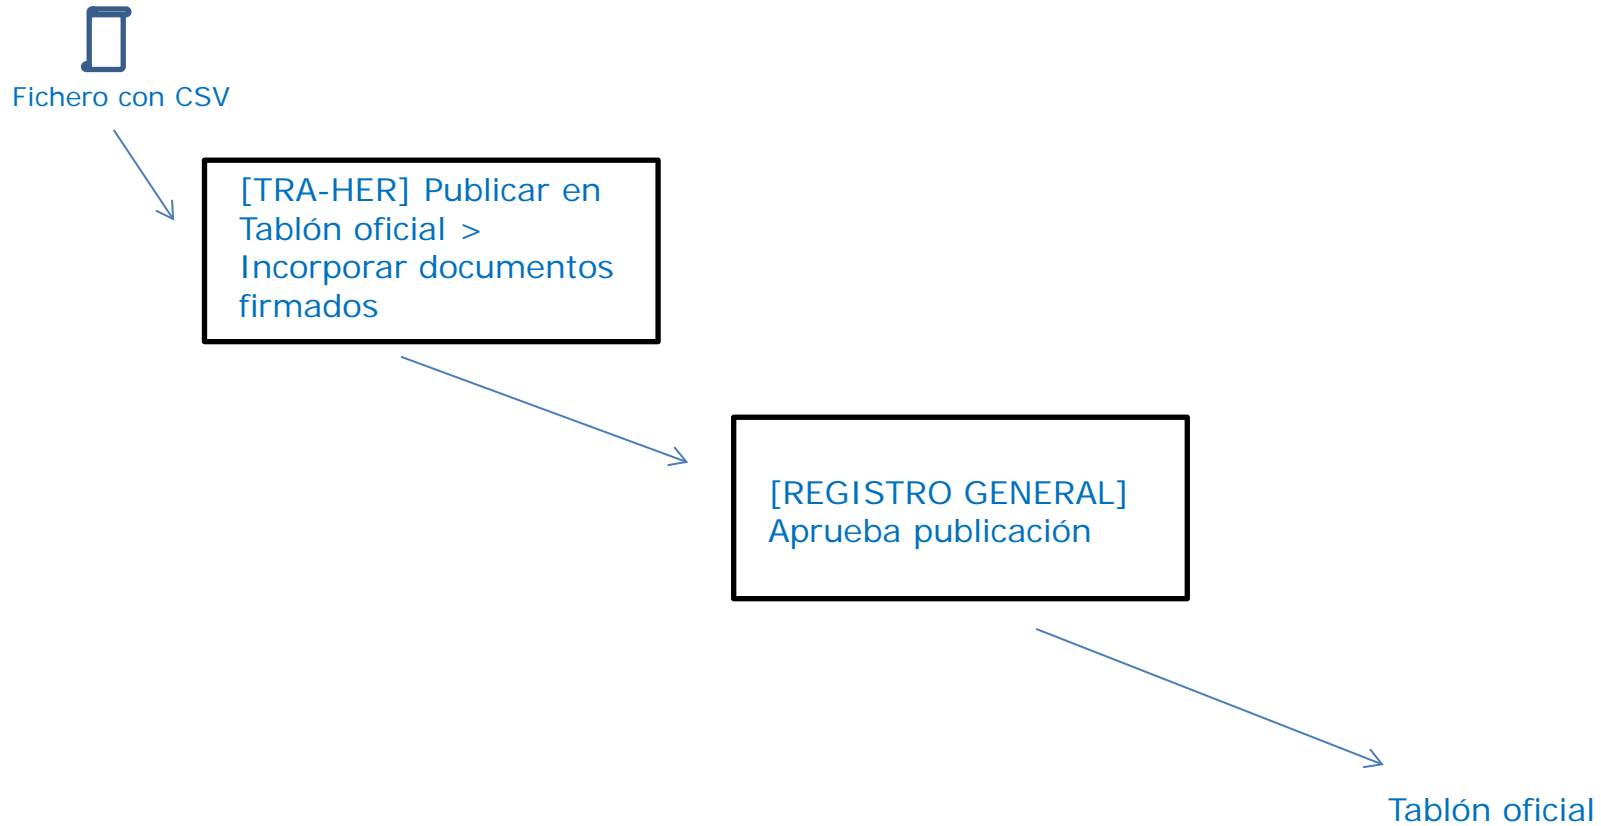 Fichero con CSV
[TRA-HER] Publicar en
Tablón oficial >
Incorporar documentos
firmados
[REGISTRO GENERAL]
Aprueba publicación
Tablón oficial